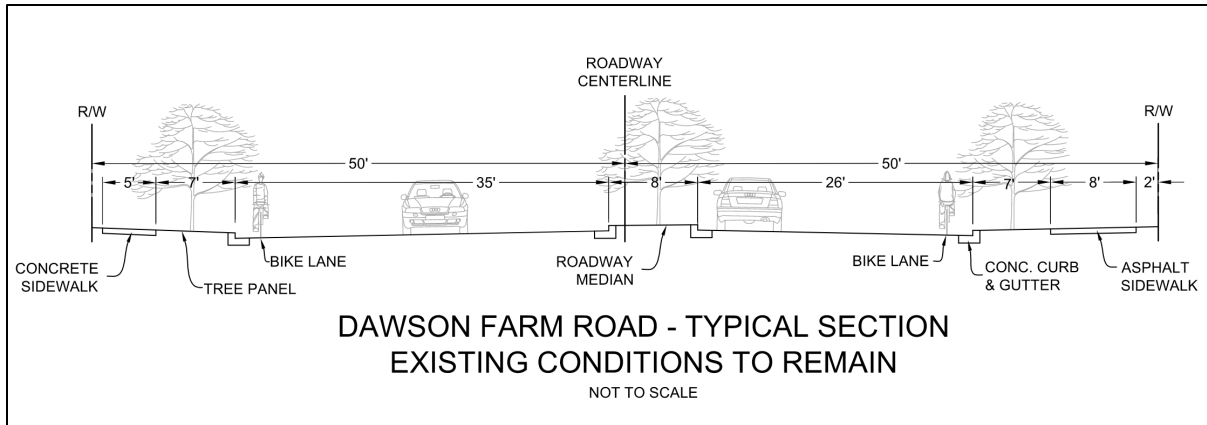 ROADWAY
CENTERLINE
R/W
R/W
50'
50'
5'
7'
35'
8'
26'
7'
8'
2'
CONCRETE
SIDEWALK
TREE PANEL
BIKE LANE
ROADWAY
MEDIAN
BIKE LANE
CONC. CURB
& GUTTER
ASPHALT
SIDEWALK
DAWSON FARM ROAD - TYPICAL SECTION
EXISTING CONDITIONS TO REMAIN
NOT TO SCALE